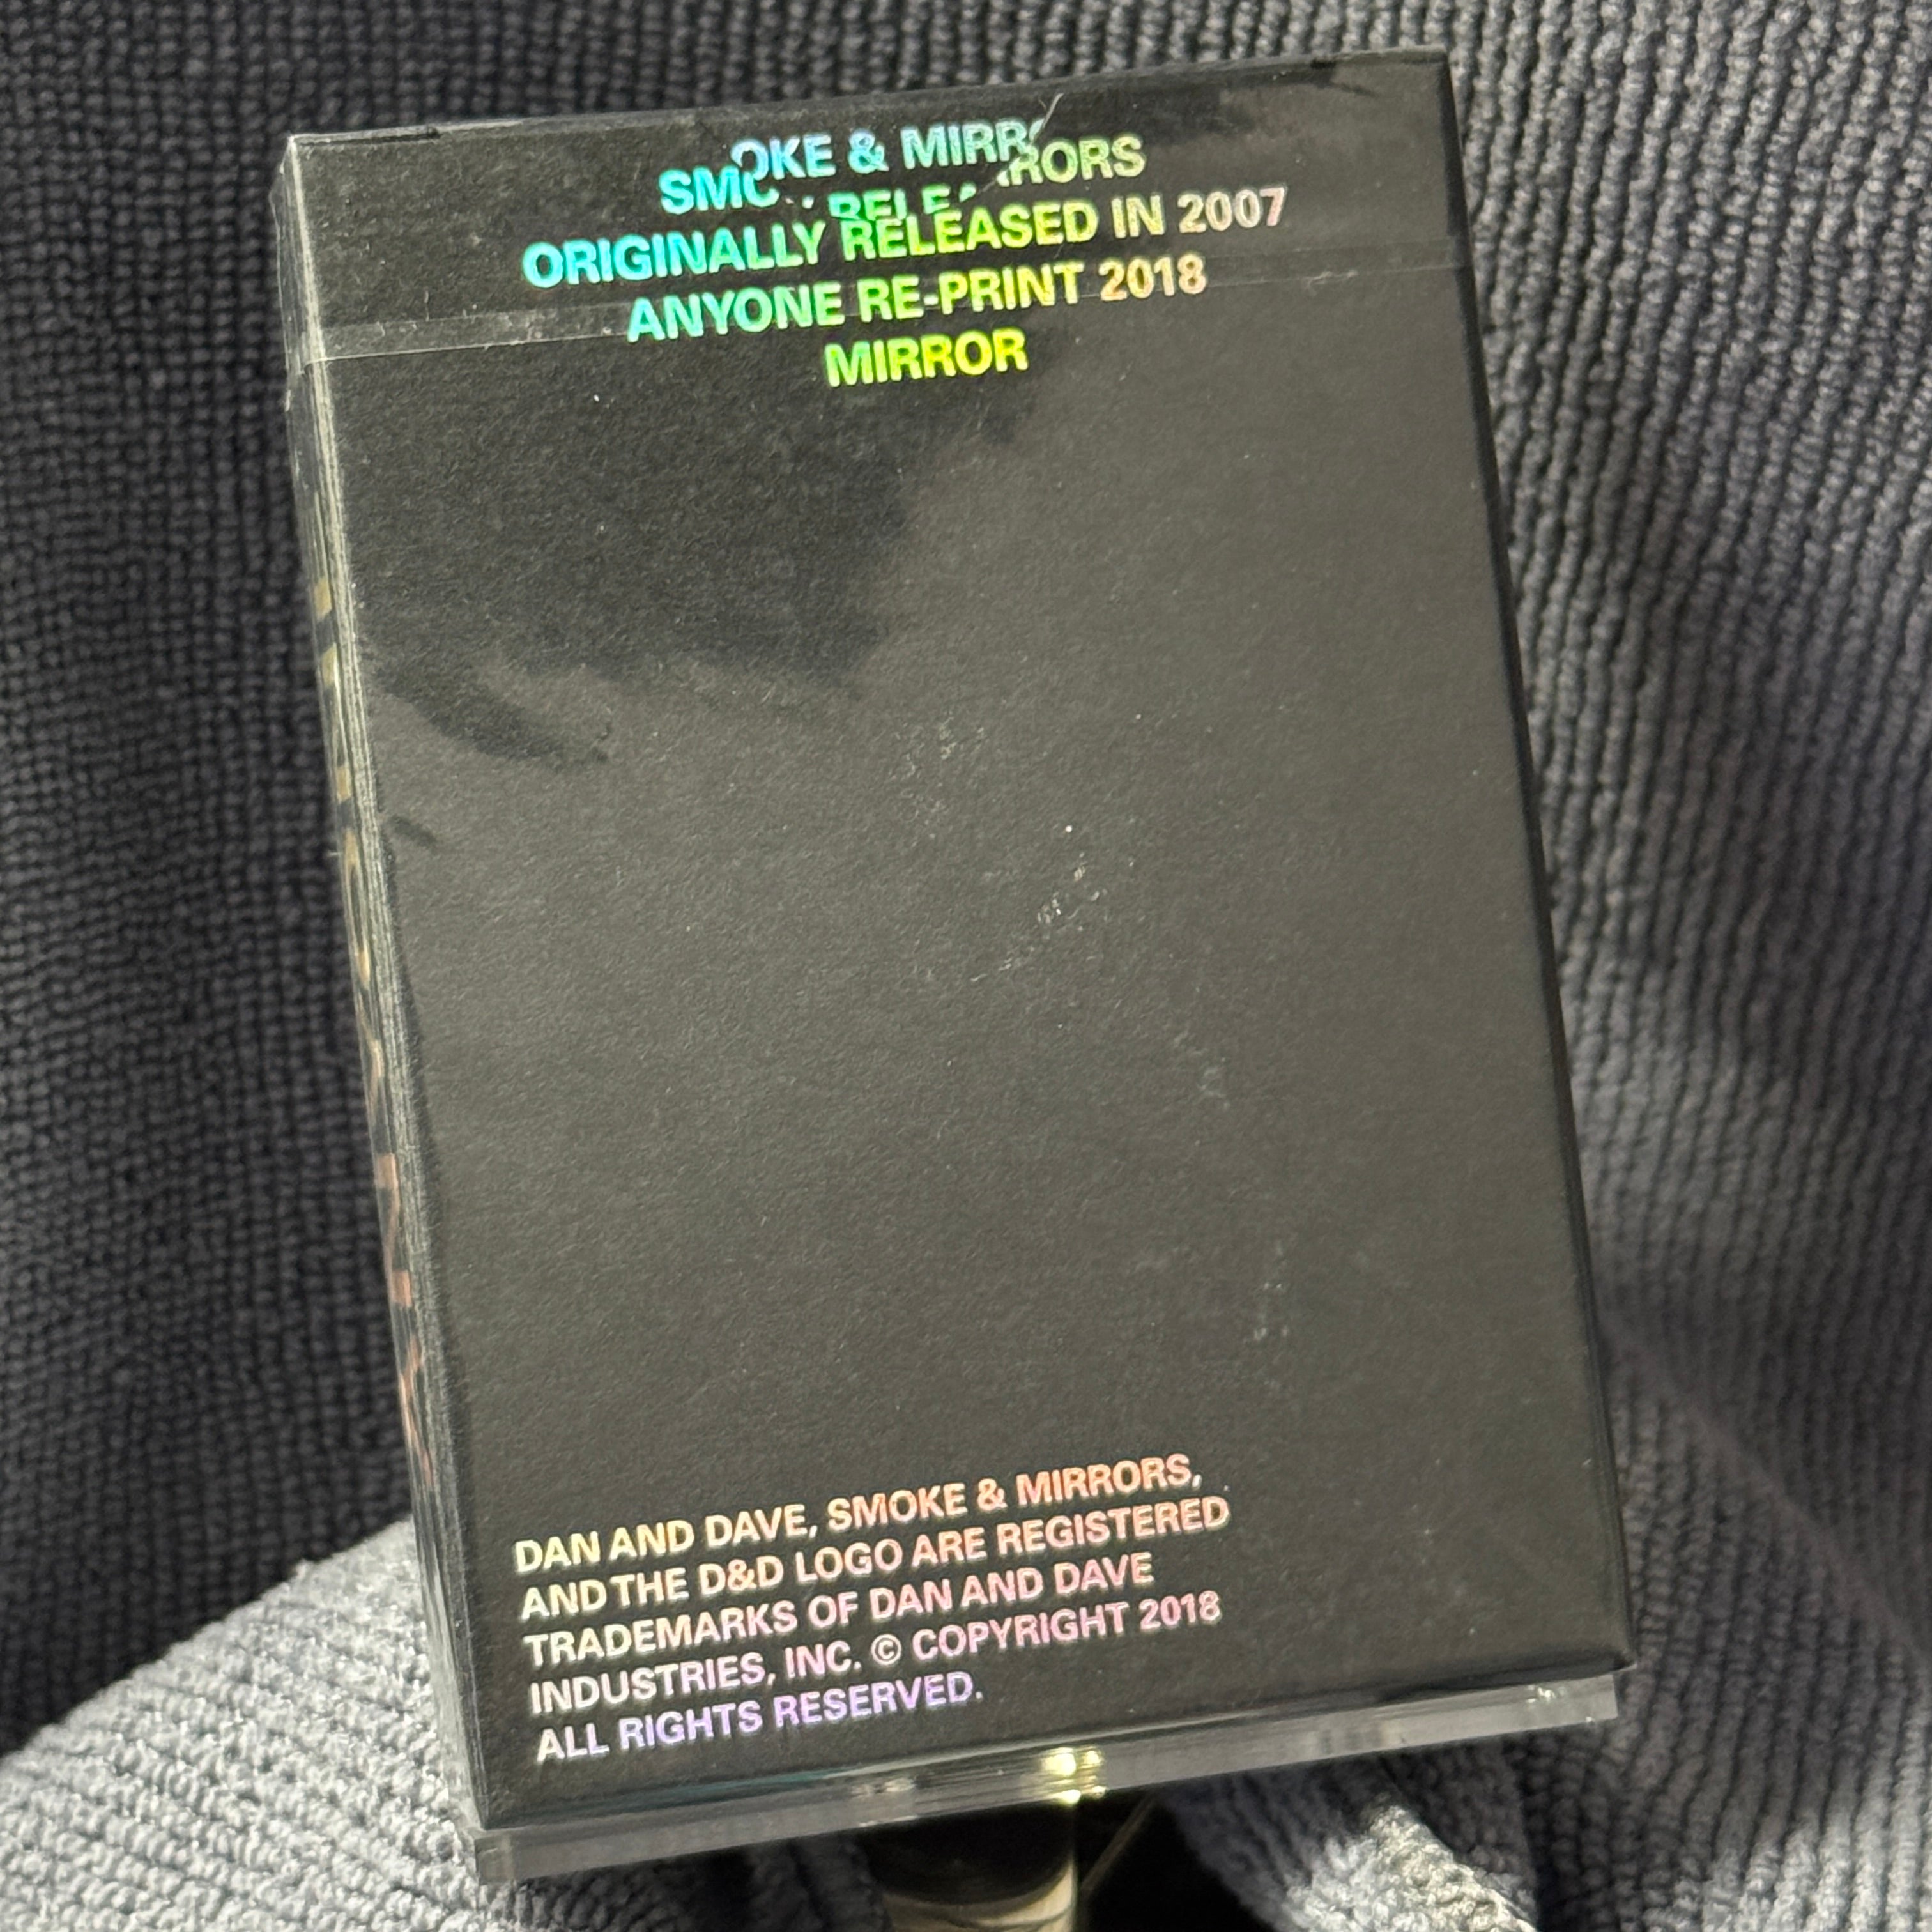 SMOKE & MIRRORS
ORIGINALLY RELEASED IN 2007
ANYONE RE-PRINT 2018
MIRROR
DAN AND DAVE, SMOKE & MIRRORS,
AND THE D&D LOGO ARE REGISTERED
TRADEMARKS OF DAN AND DAVE
INDUSTRIES, INC. © COPYRIGHT 2018
ALL RIGHTS RESERVED.